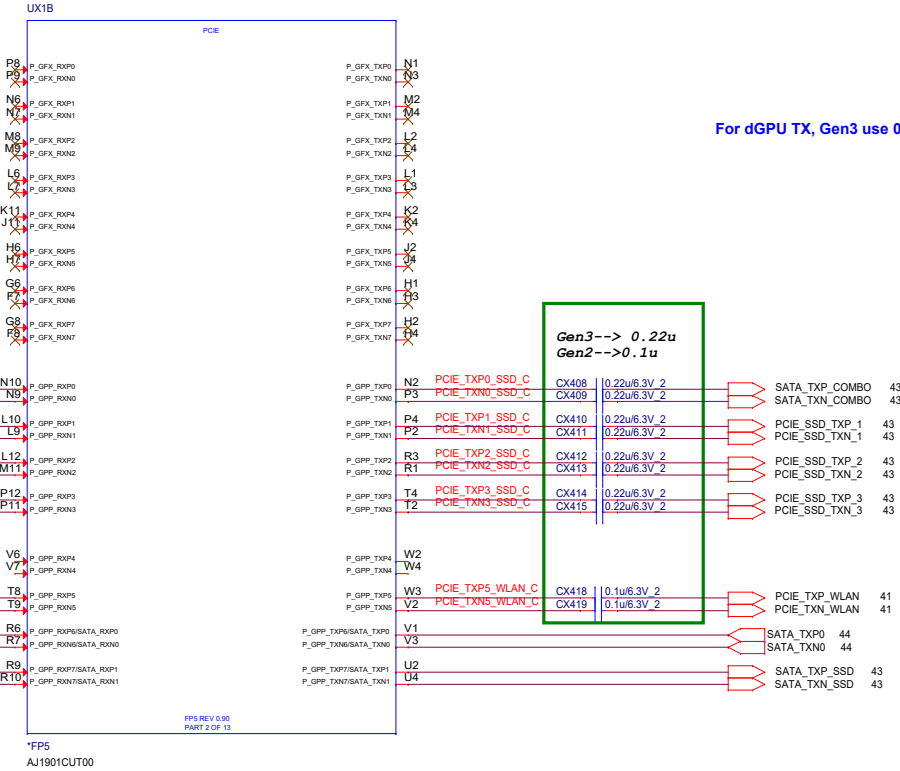 UX1B
PCIE
P8 P_GFX_RXP0 P_GFX_TXP0 N1
P9 P_GFX_RXN0 P_GFX_TXN0 N3
N6 P_GFX_RXP1 P_GFX_TXP1 M2
N7 P_GFX_RXN1 P_GFX_TXN1 M4
For dGPU TX, Gen3 use 0
M8 P_GFX_RXP2 P_GFX_TXP2 L2
M9 P_GFX_RXN2 P_GFX_TXN2 L4
L6 P_GFX_RXP3 P_GFX_TXP3 L1
L7 P_GFX_RXN3 P_GFX_TXN3 L3
K11 P_GFX_RXP4 P_GFX_TXP4 K2
J11 P_GFX_RXN4 P_GFX_TXN4 K4
H6 P_GFX_RXP5 P_GFX_TXP5 J2
H7 P_GFX_RXN5 P_GFX_TXN5 J4
G6 P_GFX_RXP6 P_GFX_TXP6 H1
F7 P_GFX_RXN6 P_GFX_TXN6 H3
G8 P_GFX_RXP7 P_GFX_TXP7 H2
F8 P_GFX_RXN7 P_GFX_TXN7 H4
Gen3--> 0.22u
Gen2-->0.1u
N10 P_GPP_RXP0 P_GPP_TXP0 N2 PCIE_TXP0_SSD_C CX408 0.22u/6.3V_2 SATA_TXP_COMBO 43
N9 P_GPP_RXN0 P_GPP_TXN0 P3 PCIE_TXN0_SSD_C CX409 0.22u/6.3V_2 SATA_TXN_COMBO 43
L10 P_GPP_RXP1 P_GPP_TXP1 P4 PCIE_TXP1_SSD_C CX410 0.22u/6.3V_2 PCIE_SSD_TXP_1 43
L9 P_GPP_RXN1 P_GPP_TXN1 P2 PCIE_TXN1_SSD_C CX411 0.22u/6.3V_2 PCIE_SSD_TXN_1 43
L12 P_GPP_RXP2 P_GPP_TXP2 R3 PCIE_TXP2_SSD_C CX412 0.22u/6.3V_2 PCIE_SSD_TXP_2 43
M11 P_GPP_RXN2 P_GPP_TXN2 R1 PCIE_TXN2_SSD_C CX413 0.22u/6.3V_2 PCIE_SSD_TXN_2 43
P12 P_GPP_RXP3 P_GPP_TXP3 T4 PCIE_TXP3_SSD_C CX414 0.22u/6.3V_2 PCIE_SSD_TXP_3 43
P11 P_GPP_RXN3 P_GPP_TXN3 T2 PCIE_TXN3_SSD_C CX415 0.22u/6.3V_2 PCIE_SSD_TXN_3 43
V6 P_GPP_RXP4 P_GPP_TXP4 W2
V7 P_GPP_RXN4 P_GPP_TXN4 W4
T8 P_GPP_RXP5 P_GPP_TXP5 W3 PCIE_TXP5_WLAN_C CX418 0.1u/6.3V_2 PCIE_TXP_WLAN 41
T9 P_GPP_RXN5 P_GPP_TXN5 V2 PCIE_TXN5_WLAN_C CX419 0.1u/6.3V_2 PCIE_TXN_WLAN 41
R6 P_GPP_RXP6/SATA_RXP0 P_GPP_TXP6/SATA_TXP0 V1 SATA_TXP0 44
R7 P_GPP_RXN6/SATA_RXN0 P_GPP_TXN6/SATA_TXN0 V3 SATA_TXN0 44
R9 P_GPP_RXP7/SATA_RXP1 P_GPP_TXP7/SATA_TXP1 U2 SATA_TXP_SSD 43
R10 P_GPP_RXN7/SATA_RXN1 P_GPP_TXN7/SATA_TXN1 U4 SATA_TXN_SSD 43
FP5 REV 0.90
PART 2 OF 13
*FP5
AJ1901CUT00